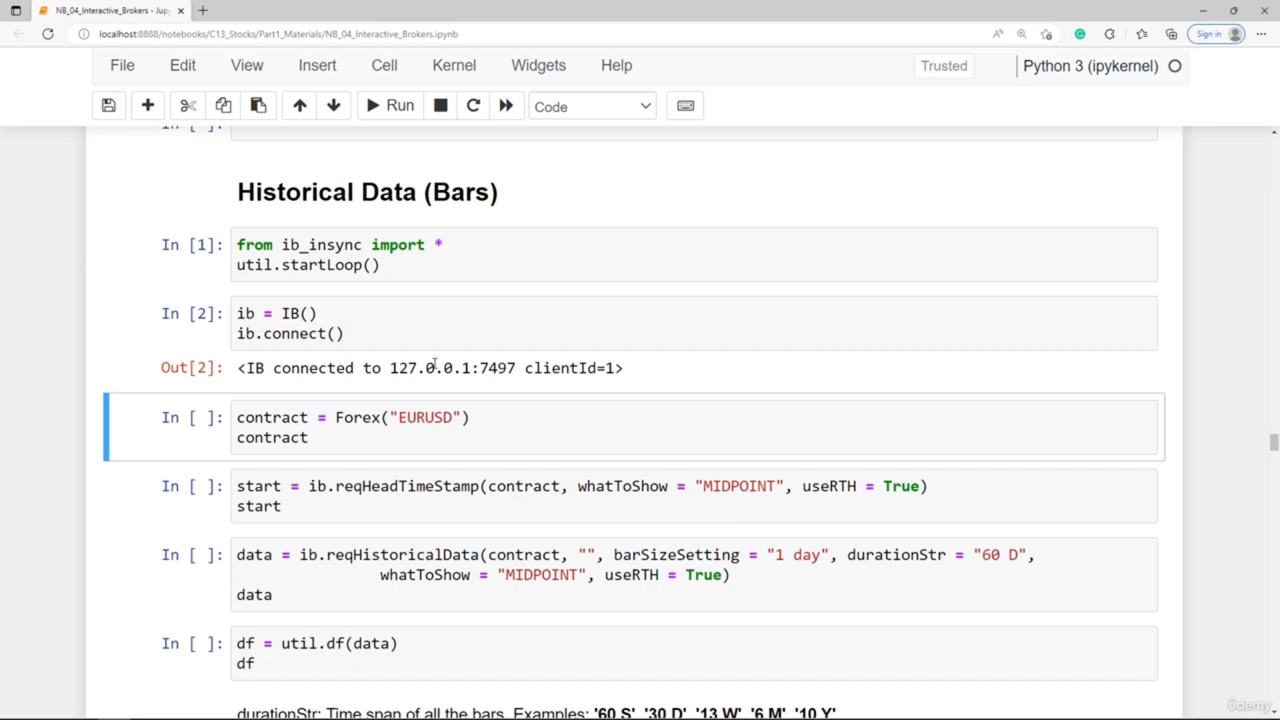 NB_04_Interactive_Brokers - Jup
localhost:8888/notebooks/C13_Stocks/Part1_Materials/NB_04_Interactive_Brokers.ipynb
Sign in
File Edit View Insert Cell Kernel Widgets Help
Trusted
Python 3 (ipykernel)
Run
Code
In [ ]:
Historical Data (Bars)
In [1]: from ib_insync import *
util.startLoop()
In [2]: ib = IB()
ib.connect()
Out[2]: <IB connected to 127.0.0.1:7497 clientId=1>
In [ ]: contract = Forex("EURUSD")
contract
In [ ]: start = ib.reqHeadTimeStamp(contract, whatToShow = "MIDPOINT", useRTH = True)
start
In [ ]: data = ib.reqHistoricalData(contract, "", barSizeSetting = "1 day", durationStr = "60 D",
whatToShow = "MIDPOINT", useRTH = True)
data
In [ ]: df = util.df(data)
df
durationStr: Time span of all the bars. Examples: '60 S', '30 D', '13 W', '6 M', '10 Y'.
ûdemy